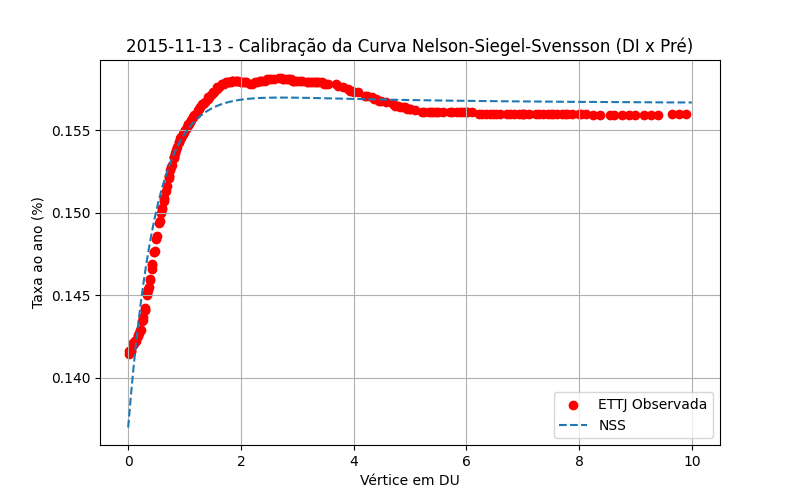 2015-11-13 - Calibração da Curva Nelson-Siegel-Svensson (DI x Pré)
Taxa ao ano (%)
0.155
0.150
0.145
0.140
0
2
4
6
8
10
Vértice em DU
ETTJ Observada
NSS